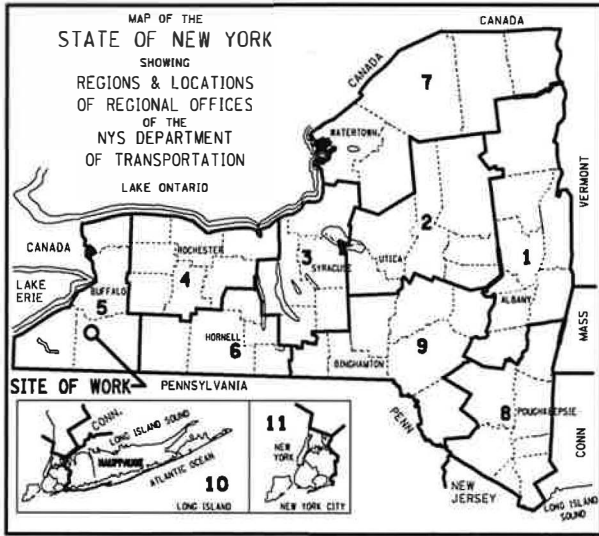 MAP OF THE
STATE OF NEW YORK
SHOWING
REGIONS & LOCATIONS
OF REGIONAL OFFICES
OF THE
NYS DEPARTMENT
OF TRANSPORTATION
LAKE ONTARIO
CANADA
CANADA
7
WATERTOWN
VERMONT
2
CANADA
ROCHESTER
3
SYRACUSE
UTICA
1
4
LAKE
ERIE
BUFFALO
5
ALBANY
MASS
HORNELL
6
9
BINGHAMTON
SITE OF WORK
PENNSYLVANIA
PENN
8
POUGHKEEPSIE
CONN
NEW
JERSEY
LONG ISLAND
SOUND
CONN.
LONG ISLAND SOUND
HAUPPAUGE
ATLANTIC OCEAN
10
LONG ISLAND
11
NEW
YORK
NEW YORK CITY